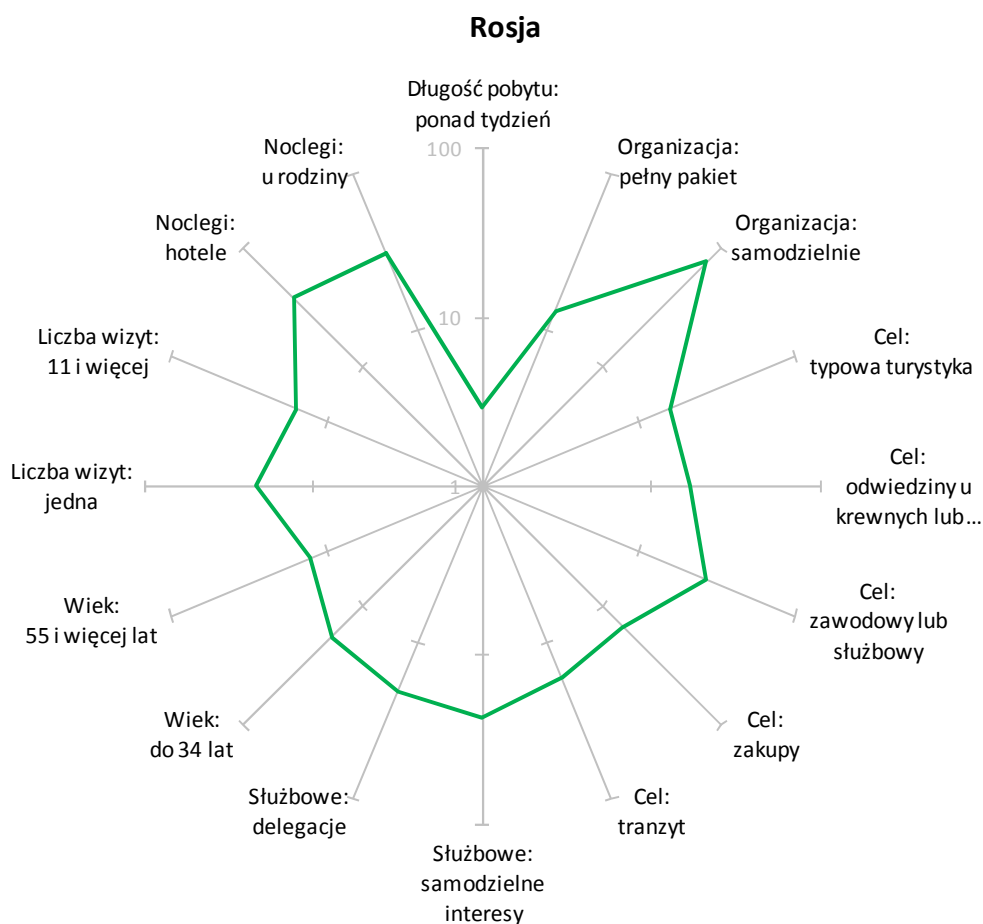 Rosja
Długość pobytu:
ponad tydzień
100
10
1
Organizacja:
pełny pakiet
Organizacja:
samodzielnie
Cel:
typowa turystyka
Cel:
odwiedziny u
krewnych lub...
Cel:
zawodowy lub
służbowy
Cel:
zakupy
Cel:
tranzyt
Służbowe:
samodzielne
interesy
Służbowe:
delegacje
Wiek:
do 34 lat
Wiek:
55 i więcej lat
Liczba wizyt:
jedna
Liczba wizyt:
11 i więcej
Noclegi:
hotele
Noclegi:
u rodziny